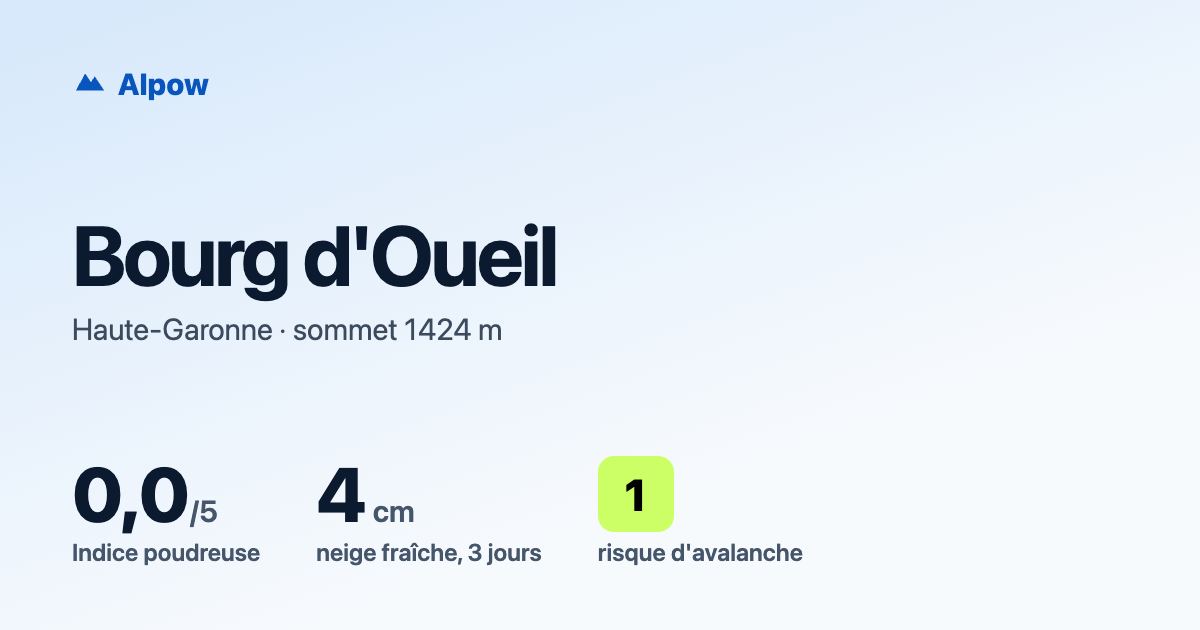 Alpow
Bourg d'Oueil
Haute-Garonne · sommet 1424 m
0,0/5
4 cm
1
Indice poudreuse
neige fraîche, 3 jours
risque d'avalanche